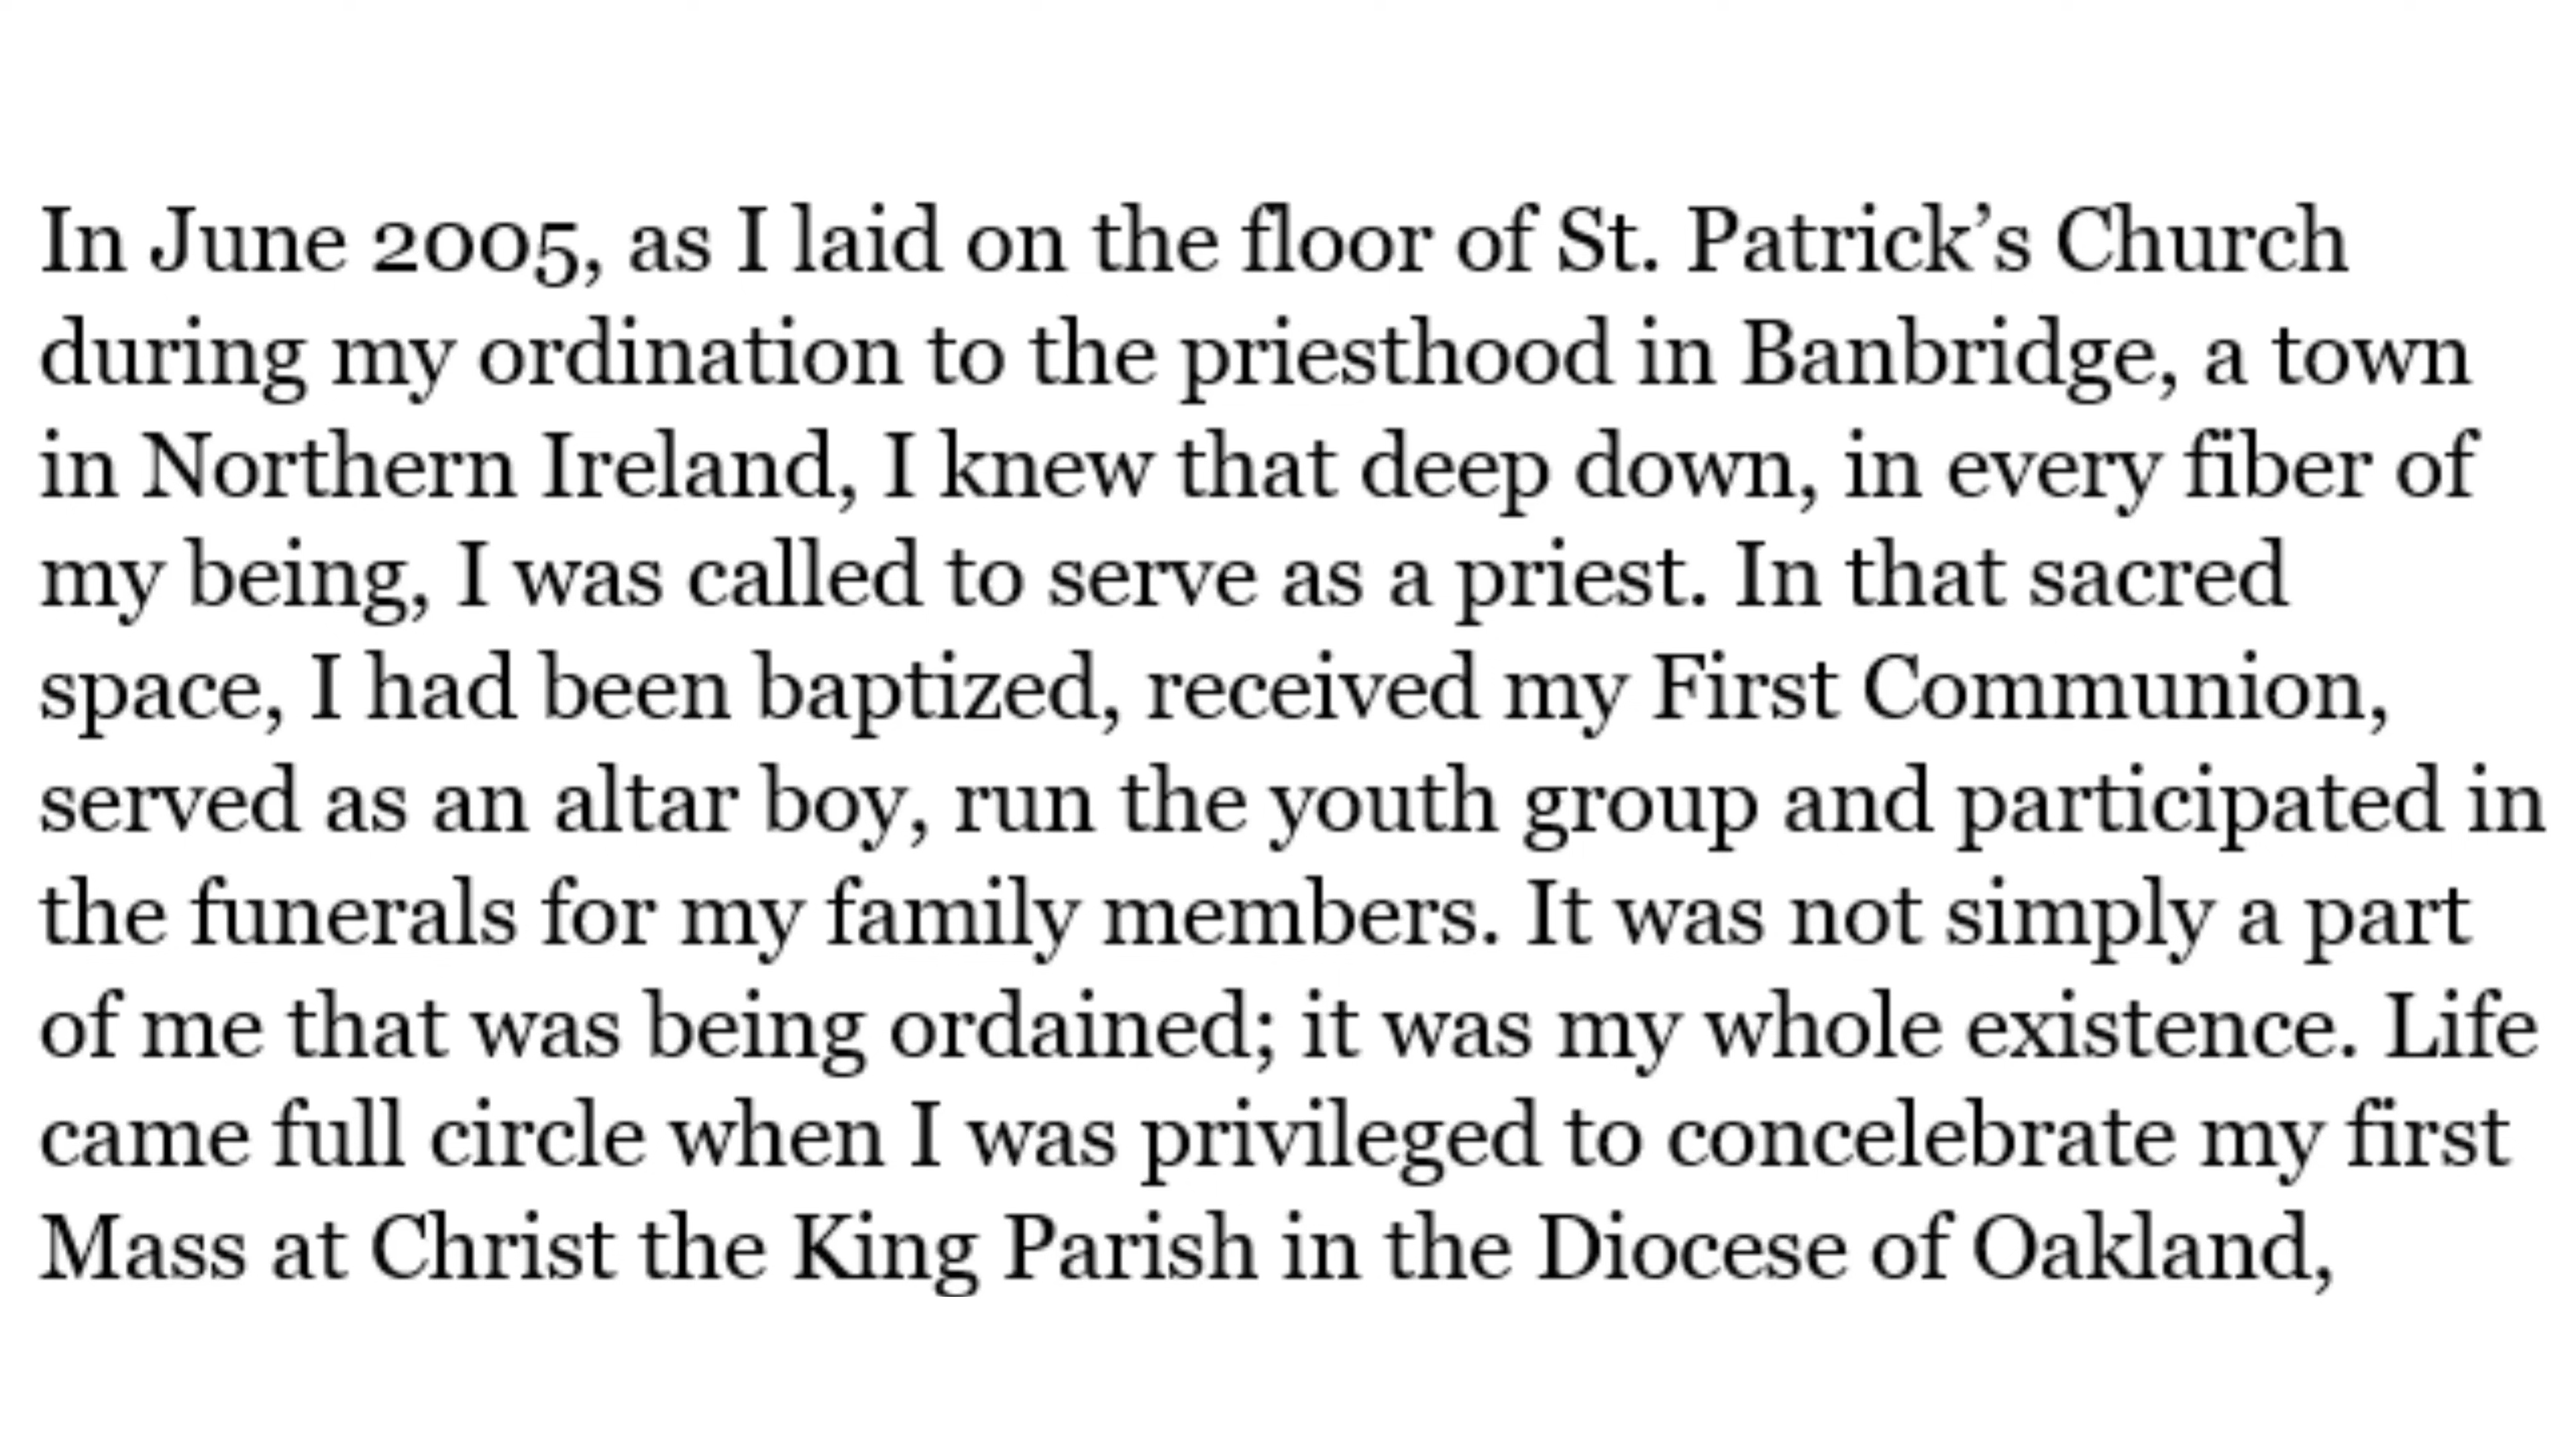 In June 2005, as I laid on the floor of St. Patrick’s Church
during my ordination to the priesthood in Banbridge, a town
in Northern Ireland, I knew that deep down, in every fiber of
my being, I was called to serve as a priest. In that sacred
space, I had been baptized, received my First Communion,
served as an altar boy, run the youth group and participated in
the funerals for my family members. It was not simply a part
of me that was being ordained; it was my whole existence. Life
came full circle when I was privileged to concelebrate my first
Mass at Christ the King Parish in the Diocese of Oakland,